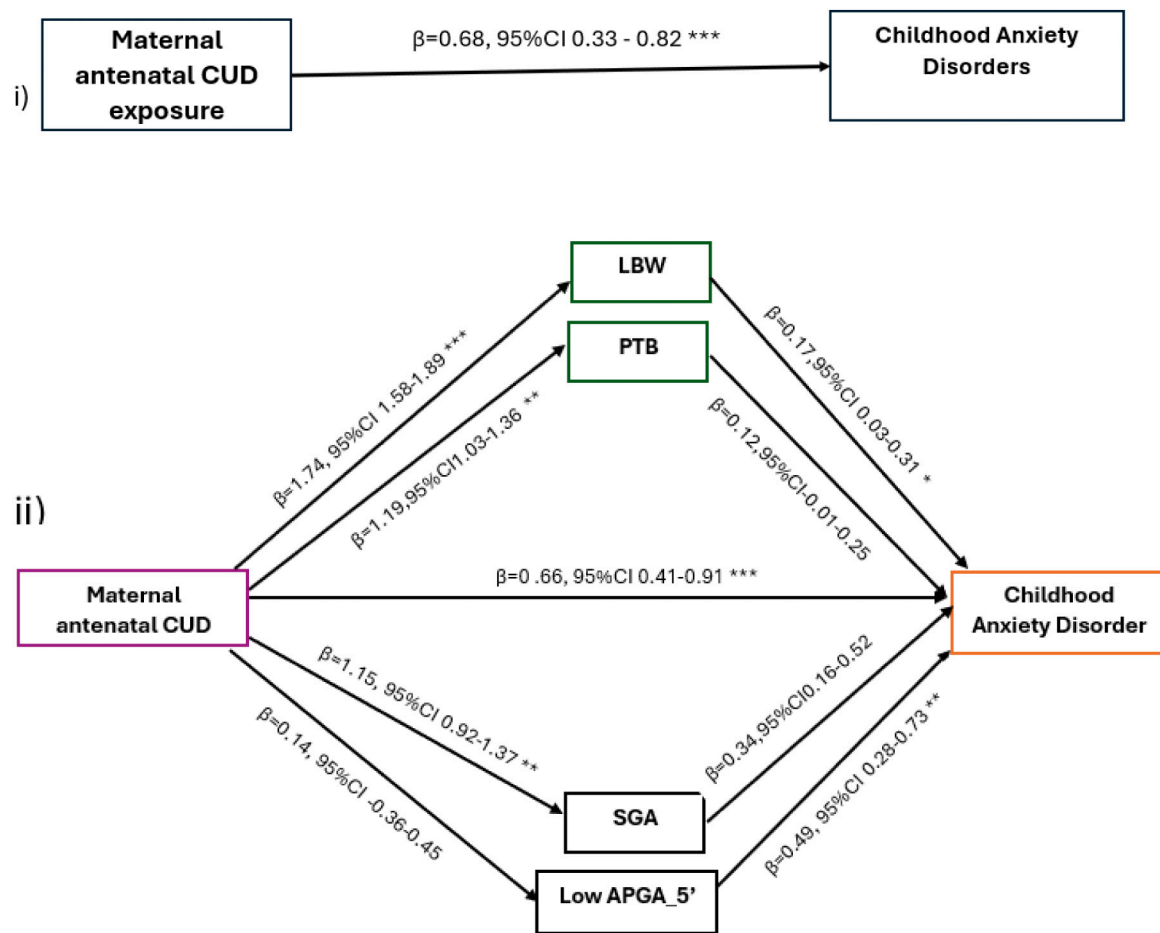 i)
Maternal
antenatal CUD
exposure
β=0.68, 95%CI 0.33 - 0.82 ***
Childhood Anxiety
Disorders
ii)
LBW
PTB
β=1.74, 95%CI 1.58-1.89 ***
β=1.19,95%CI1.03-1.36 **
β=0.17,95%CI 0.03-0.31 *
β=0.12,95%CI-0.01-0.25
Maternal
antenatal CUD
β=0 .66, 95%CI 0.41-0.91 ***
Childhood
Anxiety Disorder
β=1.15, 95%CI 0.92-1.37 **
β=0.14, 95%CI -0.36-0.45
β=0.34,95%CI0.16-0.52
β=0.49, 95%CI 0.28-0.73 **
SGA
Low APGA_5’